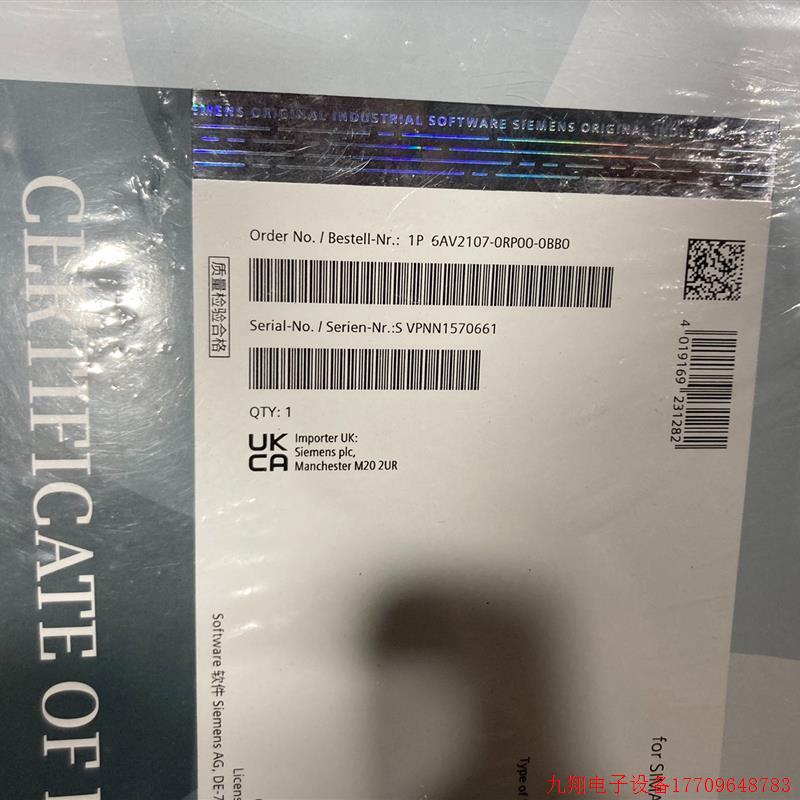 SIEMENS ORIGINAL INDUSTRIAL SOFTWARE SIEMENS ORIGINAL
Order No. / Bestell-Nr.: 1P 6AV2107-0RP00-0BB0
质量检验合格
Serial-No. / Serien-Nr.:S VPNN1570661
4 019169 231282
QTY: 1
UK
CA
Importer UK:
Siemens plc,
Manchester M20 2UR
CERTIFICATE OF
Software 软件 Siemens AG, DE-
Type of
九翔电子设备17709648783